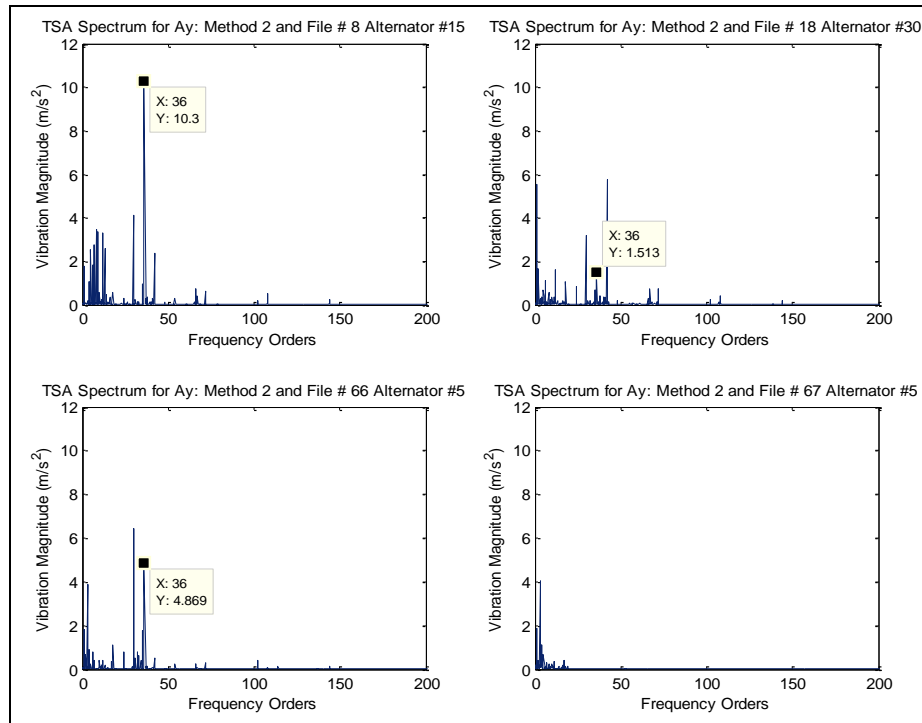 TSA Spectrum for Ay: Method 2 and File # 8 Alternator #15
12
10
8
6
4
2
0
Vibration Magnitude (m/s²)
X: 36
Y: 10.3
0 50 100 150 200
Frequency Orders
TSA Spectrum for Ay: Method 2 and File # 18 Alternator #30
12
10
8
6
4
2
0
Vibration Magnitude (m/s²)
X: 36
Y: 1.513
0 50 100 150 200
Frequency Orders
TSA Spectrum for Ay: Method 2 and File # 66 Alternator #5
12
10
8
6
4
2
0
Vibration Magnitude (m/s²)
X: 36
Y: 4.869
0 50 100 150 200
Frequency Orders
TSA Spectrum for Ay: Method 2 and File # 67 Alternator #5
12
10
8
6
4
2
0
Vibration Magnitude (m/s²)
0 50 100 150 200
Frequency Orders